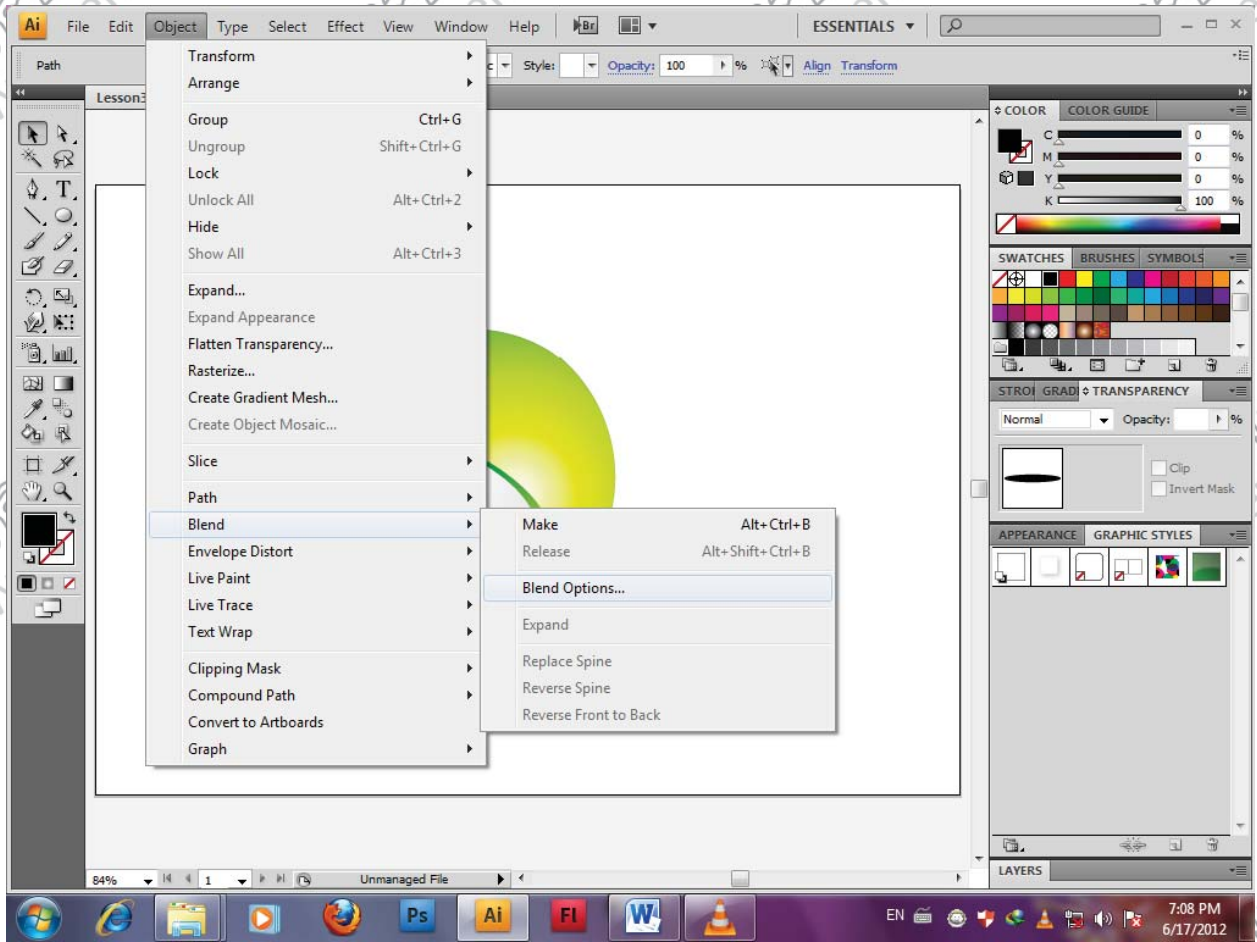 Ai File Edit Object Type Select Effect View Window Help Br ESSENTIALS
Path Style: Opacity: 100 % Align Transform
Lesson3
Transform
Arrange
Group Ctrl+G
Ungroup Shift+Ctrl+G
Lock
Unlock All Alt+Ctrl+2
Hide
Show All Alt+Ctrl+3
Expand...
Expand Appearance
Flatten Transparency...
Rasterize...
Create Gradient Mesh...
Create Object Mosaic...
Slice
Path
Blend
Envelope Distort
Live Paint
Live Trace
Text Wrap
Clipping Mask
Compound Path
Convert to Artboards
Graph
Make Alt+Ctrl+B
Release Alt+Shift+Ctrl+B
Blend Options...
Expand
Replace Spine
Reverse Spine
Reverse Front to Back
COLOR COLOR GUIDE
C 0 %
M 0 %
Y 0 %
K 100 %
SWATCHES BRUSHES SYMBOLS
STROI GRADI TRANSPARENCY
Normal Opacity: %
Clip
Invert Mask
APPEARANCE GRAPHIC STYLES
LAYERS
84% 1 Unmanaged File
Ps Ai Fl W EN 7:08 PM
6/17/2012